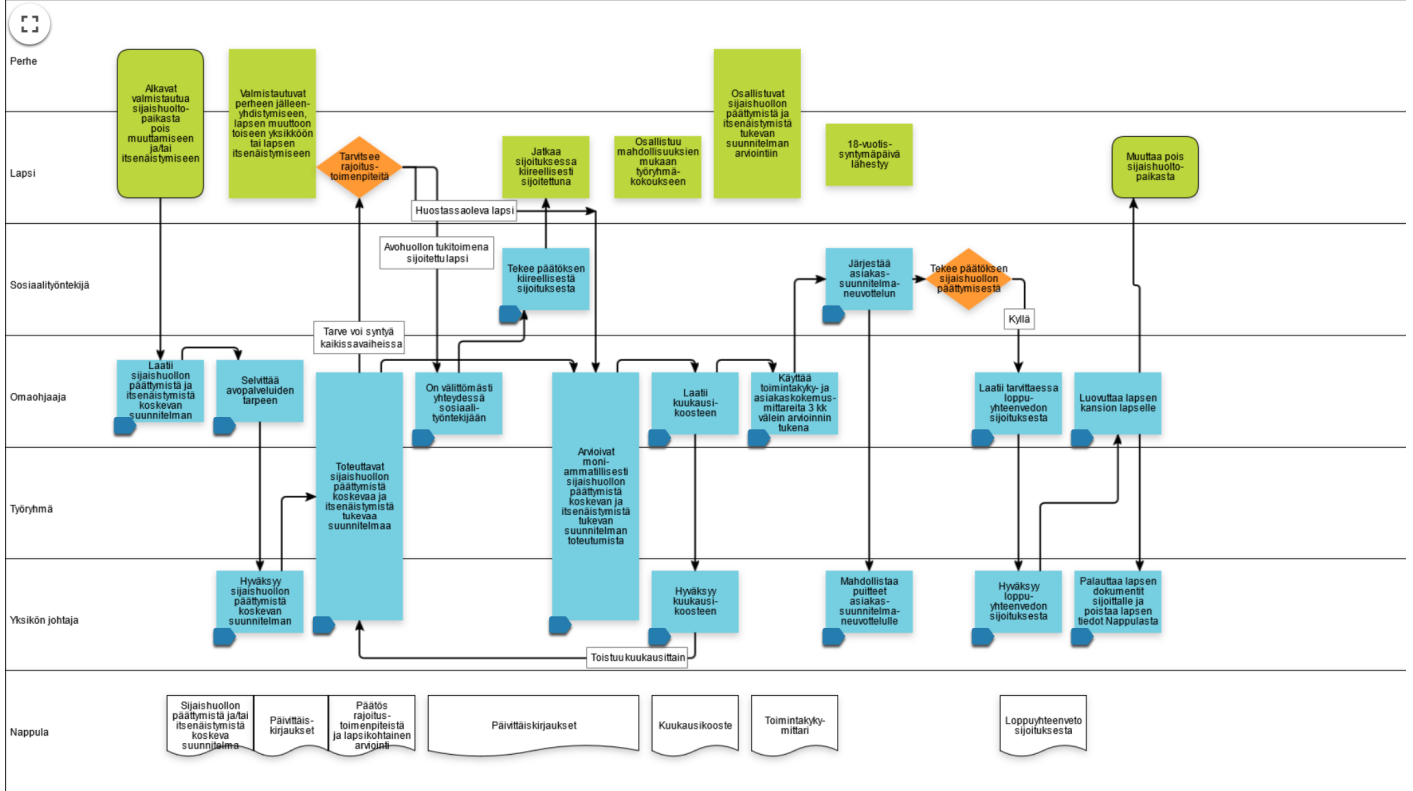 Perhe
Alkavat
valmistautua
sijaishuolto-
paikasta
pois
muuttamiseen
ja/tai
itsenäistymiseen
Valmistautuvat
perheen jälleen-
yhdistymiseen,
lapsen muuttoon
toiseen yksikköön
tai lapsen
itsenäistymiseen
Osallistuvat
sijaishuollon
päättymistä ja
itsenäistymistä
tukevan
suunnitelman
arviointiin
Lapsi
Tarvitsee
rajoitus-
toimenpiteitä
Jatkaa
sijoituksessa
kiireellisesti
sijoitettuna
Osallistuu
mahdollisuuksien
mukaan
työryhmä-
kokoukseen
18-vuotis-
syntymäpäivä
lähestyy
Muuttaa pois
sijaishuolto-
paikasta
Huostassaoleva lapsi
Avohuollon tukitoimena
sijoitettu lapsi
Sosiaalityöntekijä
Tekee päätöksen
kiireellisestä
sijoituksesta
Järjestää
asiakas-
suunnitelma-
neuvottelun
Tekee päätöksen
sijaishuollon
päättymisestä
Kyllä
Tarve voi syntyä
kaikissa vaiheissa
Omaohjaaja
Laatii
sijaishuollon
päättymistä ja
itsenäistymistä
koskevan
suunnitelman
Selvittää
avopalveluiden
tarpeen
On välittömästi
yhteydessä
sosiaali-
työntekijään
Laatii
kuukausi-
koosteen
Käyttää
toimintakyky- ja
asiakaskokemus-
mittareita 3 kk
välein arvioinnin
tukena
Laatii tarvittaessa
loppu-
yhteenvedon
sijoituksesta
Luovuttaa lapsen
kansion lapselle
Työryhmä
Toteuttavat
sijaishuollon
päättymistä
koskevaa ja
itsenäistymistä
tukevaa
suunnitelmaa
Arvioivat
moni-
ammatillisesti
sijaishuollon
päättymistä
koskevan ja
itsenäistymistä
tukevan
suunnitelman
toteutumista
Yksikön johtaja
Hyväksyy
sijaishuollon
päättymistä
koskevan
suunnitelman
Hyväksyy
kuukausi-
koosteen
Mahdollistaa
puitteet
asiakas-
suunnitelma-
neuvottelulle
Hyväksyy
loppu-
yhteenvedon
sijoituksesta
Palauttaa lapsen
dokumentit
sijoittalle ja
poistaa lapsen
tiedot Nappulasta
Toistuu kuukausittain
Nappula
Sijaishuollon
päättymistä ja/tai
itsenäistymistä
koskeva
suunnitelma
Päivittäis-
kirjaukset
Päätös
rajoitus-
toimenpiteistä
ja lapsikohtainen
arviointi
Päivittäiskirjaukset
Kuukausikooste
Toimintakyky-
mittari
Loppuyhteenveto
sijoituksesta